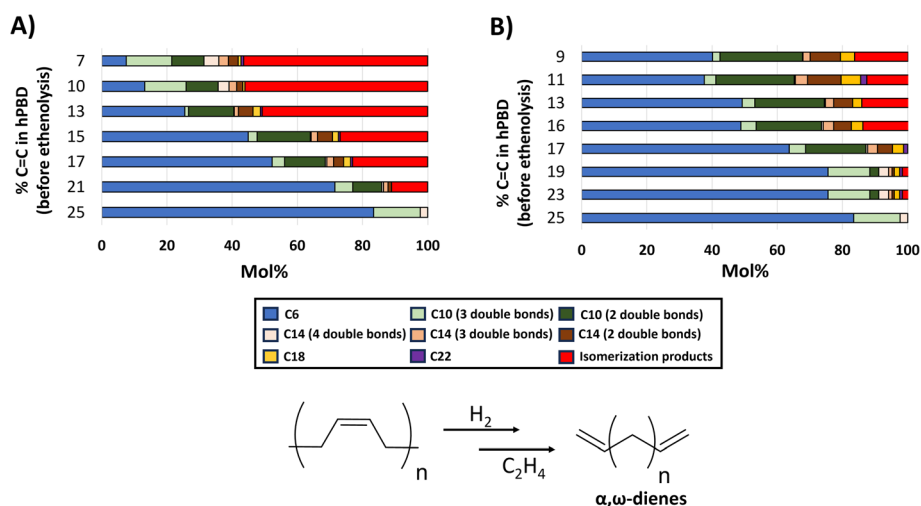 A)
% C=C in hPBD
(before ethenolysis)
7
10
13
15
17
21
25
0 20 40 60 80 100
Mol%
B)
% C=C in hPBD
(before ethenolysis)
9
11
13
16
17
19
23
25
0 20 40 60 80 100
Mol%
C6 C10 (3 double bonds) C10 (2 double bonds)
C14 (4 double bonds) C14 (3 double bonds) C14 (2 double bonds)
C18 C22 Isomerization products
n
H₂
C₂H₄
n
α,ω-dienes